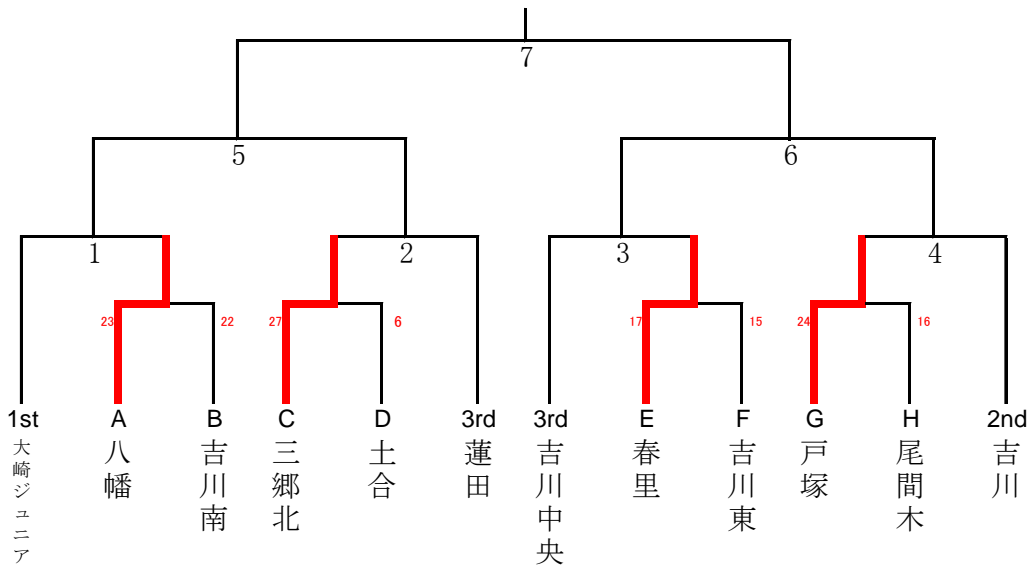 7
5
6
1
2
3
4
23
22
27
6
17
15
24
16
1st
A
B
C
D
3rd
3rd
E
F
G
H
2nd
大崎ジュニア
八幡
吉川南
三郷北
土合
蓮田
吉川中央
春里
吉川東
戸塚
尾間木
吉川